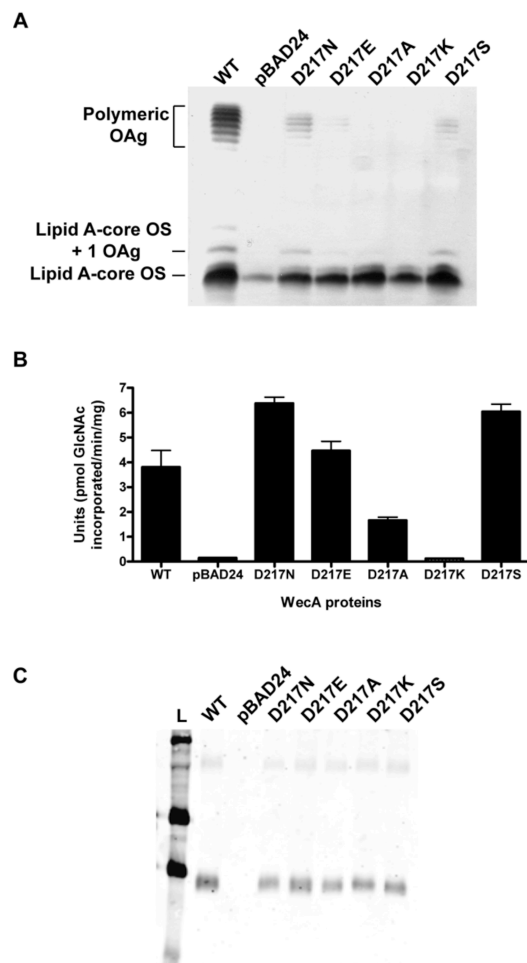 A
WT pBAD24 D217N D217E D217A D217K D217S
Polymeric
OAg
Lipid A-core OS
+ 1 OAg
Lipid A-core OS
B
Units (pmol GlcNAc
incorporated/min/mg)
7
6
5
4
3
2
1
0
WT pBAD24 D217N D217E D217A D217K D217S
WecA proteins
C
L WT pBAD24 D217N D217E D217A D217K D217S